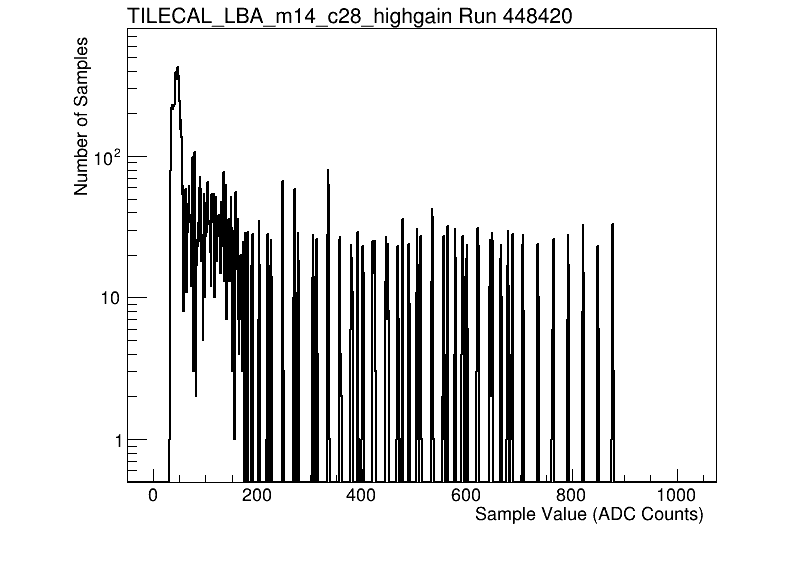 TILECAL_LBA_m14_c28_highgain Run 448420
Number of Samples
10²
10
1
0 200 400 600 800 1000
Sample Value (ADC Counts)